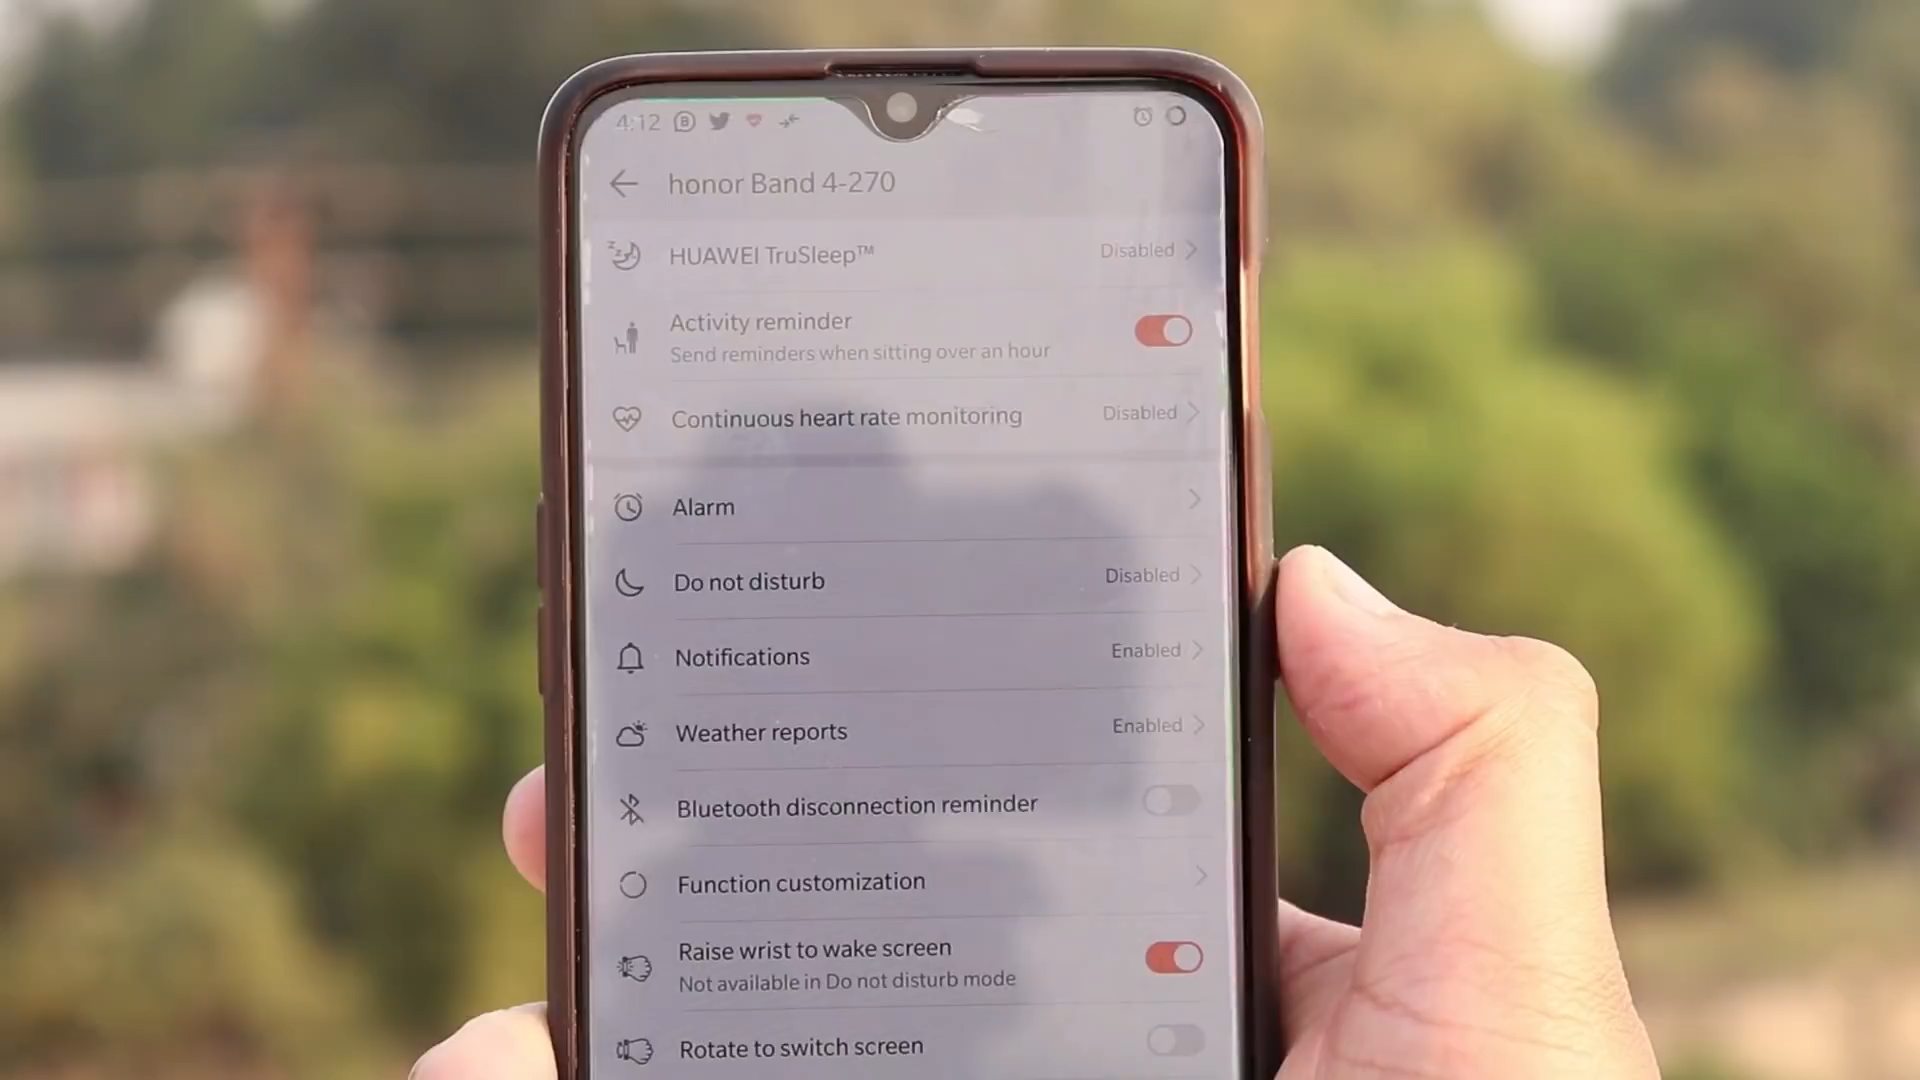 4:12
honor Band 4-270
HUAWEI TruSleep™
Disabled
Activity reminder
Send reminders when sitting over an hour
Continuous heart rate monitoring
Disabled
Alarm
Do not disturb
Disabled
Notifications
Enabled
Weather reports
Enabled
Bluetooth disconnection reminder
Function customization
Raise wrist to wake screen
Not available in Do not disturb mode
Rotate to switch screen